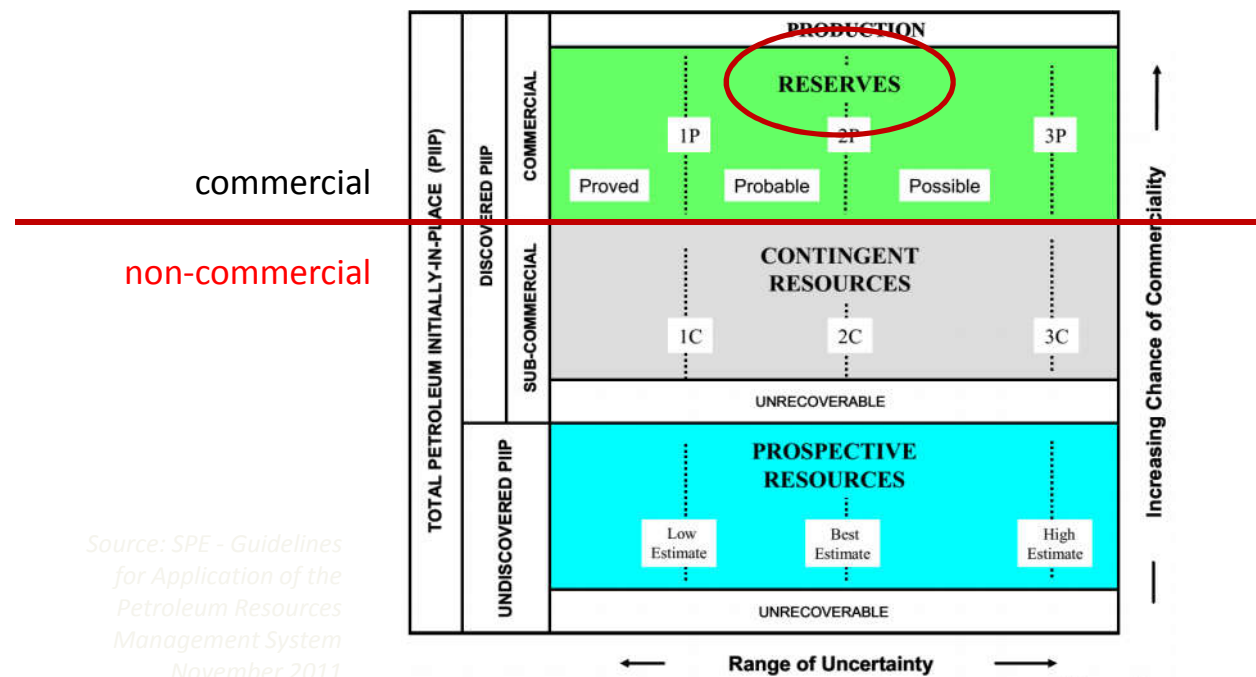 commercial
non-commercial
TOTAL PETROLEUM INITIALLY-IN-PLACE (PIIP)
DISCOVERED PIIP
UNDISCOVERED PIIP
COMMERCIAL
SUB-COMMERCIAL
PRODUCTION
RESERVES
1P
2P
3P
Proved
Probable
Possible
CONTINGENT
RESOURCES
1C
2C
3C
UNRECOVERABLE
PROSPECTIVE
RESOURCES
Low
Estimate
Best
Estimate
High
Estimate
UNRECOVERABLE
Range of Uncertainty
Increasing Chance of Commerciality
Source: SPE - Guidelines
for Application of the
Petroleum Resources
Management System
November 2011